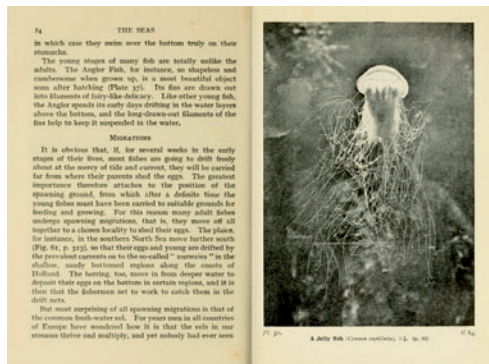 84 THE SEAS
in which case they swim over the bottom truly on their
stomachs.
The young stages of many fish are totally unlike the
adults. The Angler Fish, for instance, so shapeless and
cumbersome when grown up, is a most beautiful object
soon after hatching (Plate 37). Its fins are drawn out
into filaments of fairy-like delicacy. Like other young fish,
the Angler spends its early days drifting in the water layers
above the bottom, and the long-drawn-out filaments of the
fins help to keep it suspended in the water.
MIGRATIONS
It is obvious that, if, for several weeks in the early
stages of their lives, most fishes are going to drift freely
about at the mercy of tide and current, they will be carried
far from where their parents shed the eggs. The greatest
importance therefore attaches to the position of the
spawning ground, from which after a definite time the
young fishes must have been carried to suitable grounds for
feeding and growing. For this reason many adult fishes
undergo spawning migrations, that is, they move off all
together to a chosen locality to shed their eggs. The plaice,
for instance, in the southern North Sea move further south
(Fig. 62, p. 323), so that their eggs and young are drifted by
the prevalent currents on to the so-called "nurseries" in the
shallow, sandy bottomed regions along the coasts of
Holland. The herring, too, move in from deeper water to
deposit their eggs on the bottom in certain regions, and it is
then that the fishermen set to work to catch them in the
drift nets.
But most surprising of all spawning migrations is that of
the common fresh-water eel. For years men in all countries
of Europe have wondered how it is that the eels in our
streams thrive and multiply, and yet nobody had ever seen
A Jelly fish